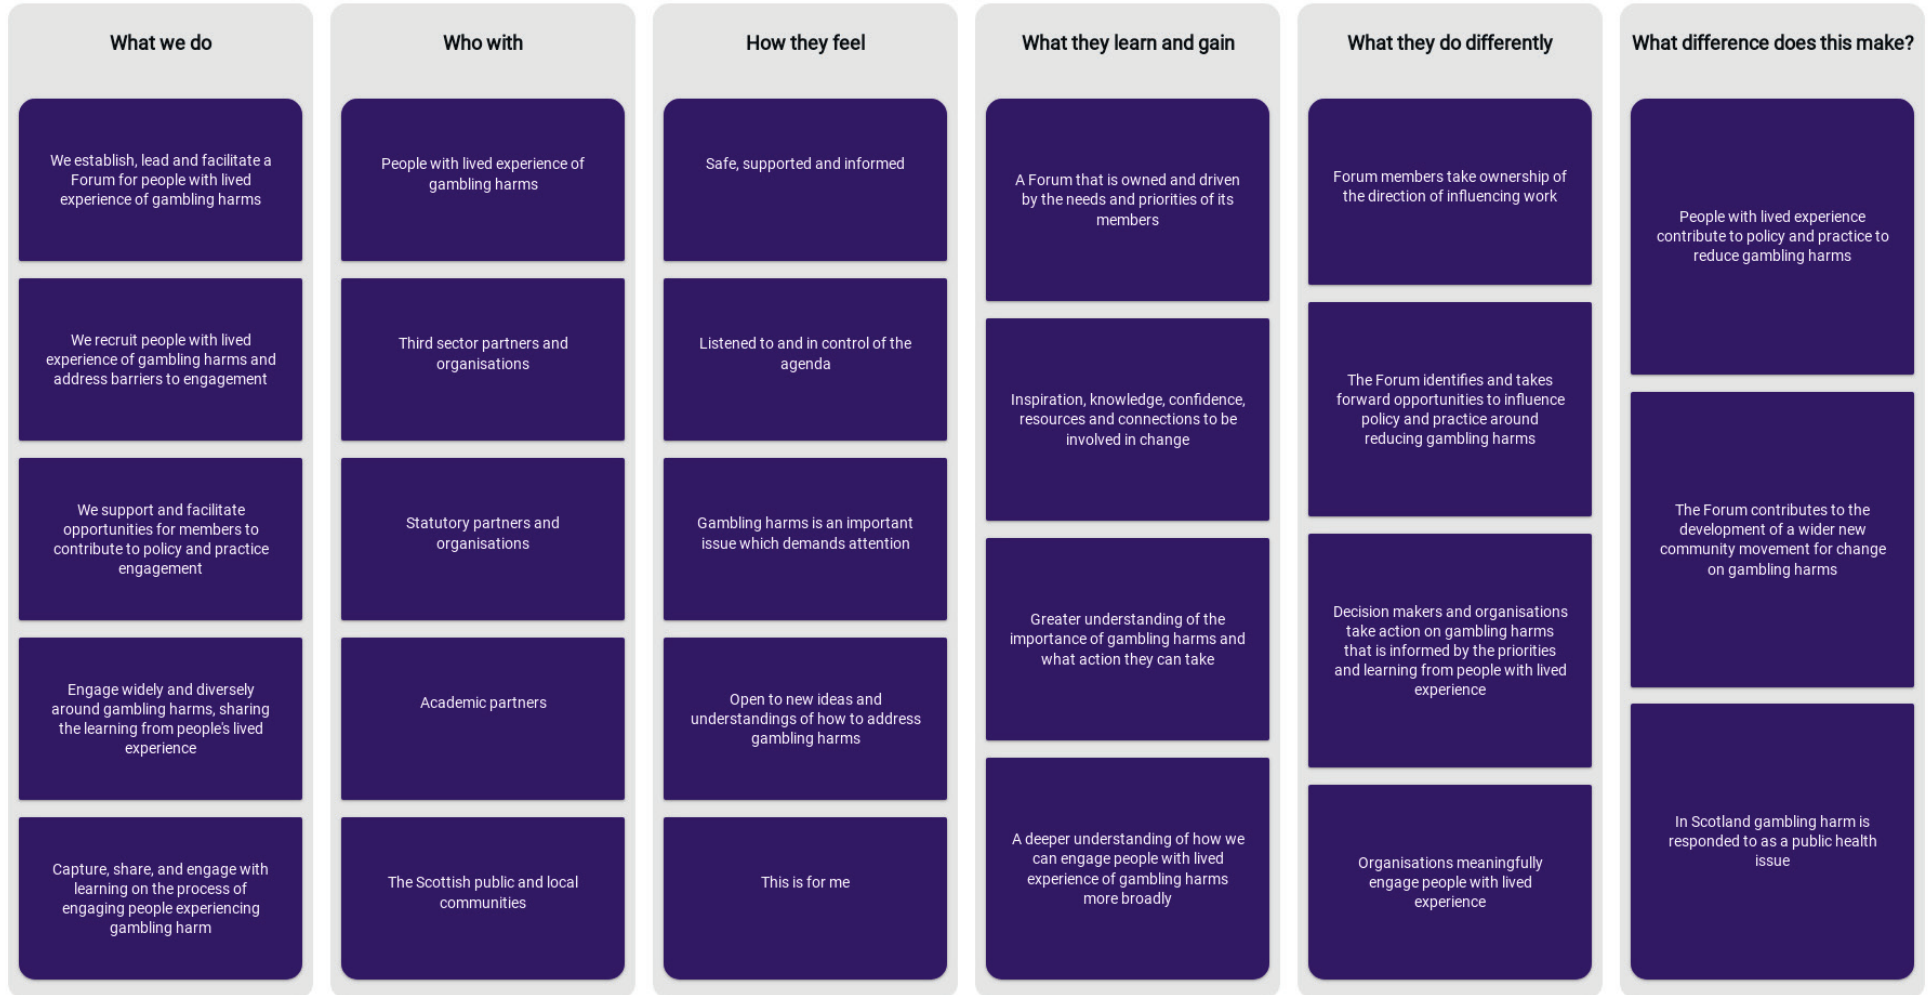 What we do
We establish, lead and facilitate a
Forum for people with lived
experience of gambling harms
We recruit people with lived
experience of gambling harms and
address barriers to engagement
We support and facilitate
opportunities for members to
contribute to policy and practice
engagement
Engage widely and diversely
around gambling harms, sharing
the learning from people's lived
experience
Capture, share, and engage with
learning on the process of
engaging people experiencing
gambling harm
Who with
People with lived experience of
gambling harms
Third sector partners and
organisations
Statutory partners and
organisations
Academic partners
The Scottish public and local
communities
How they feel
Safe, supported and informed
Listened to and in control of the
agenda
Gambling harms is an important
issue which demands attention
Open to new ideas and
understandings of how to address
gambling harms
This is for me
What they learn and gain
A Forum that is owned and driven
by the needs and priorities of its
members
Inspiration, knowledge, confidence,
resources and connections to be
involved in change
Greater understanding of the
importance of gambling harms and
what action they can take
A deeper understanding of how we
can engage people with lived
experience of gambling harms
more broadly
What they do differently
Forum members take ownership of
the direction of influencing work
The Forum identifies and takes
forward opportunities to influence
policy and practice around
reducing gambling harms
Decision makers and organisations
take action on gambling harms
that is informed by the priorities
and learning from people with lived
experience
Organisations meaningfully
engage people with lived
experience
What difference does this make?
People with lived experience
contribute to policy and practice to
reduce gambling harms
The Forum contributes to the
development of a wider new
community movement for change
on gambling harms
In Scotland gambling harm is
responded to as a public health
issue